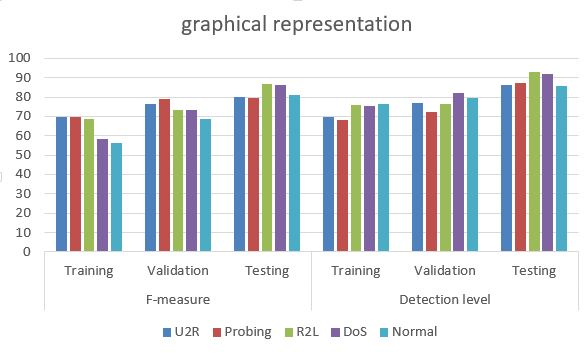 graphical representation
100
90
80
70
60
50
40
30
20
10
0
Training Validation Testing Training Validation Testing
F-measure Detection level
U2R Probing R2L DoS Normal